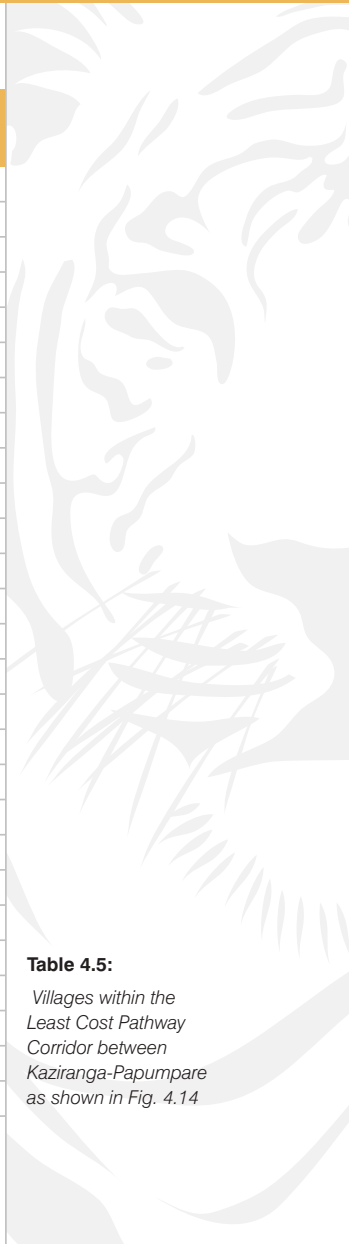 Table 4.5:
Villages within the
Least Cost Pathway
Corridor between
Kaziranga-Papumpare
as shown in Fig. 4.14